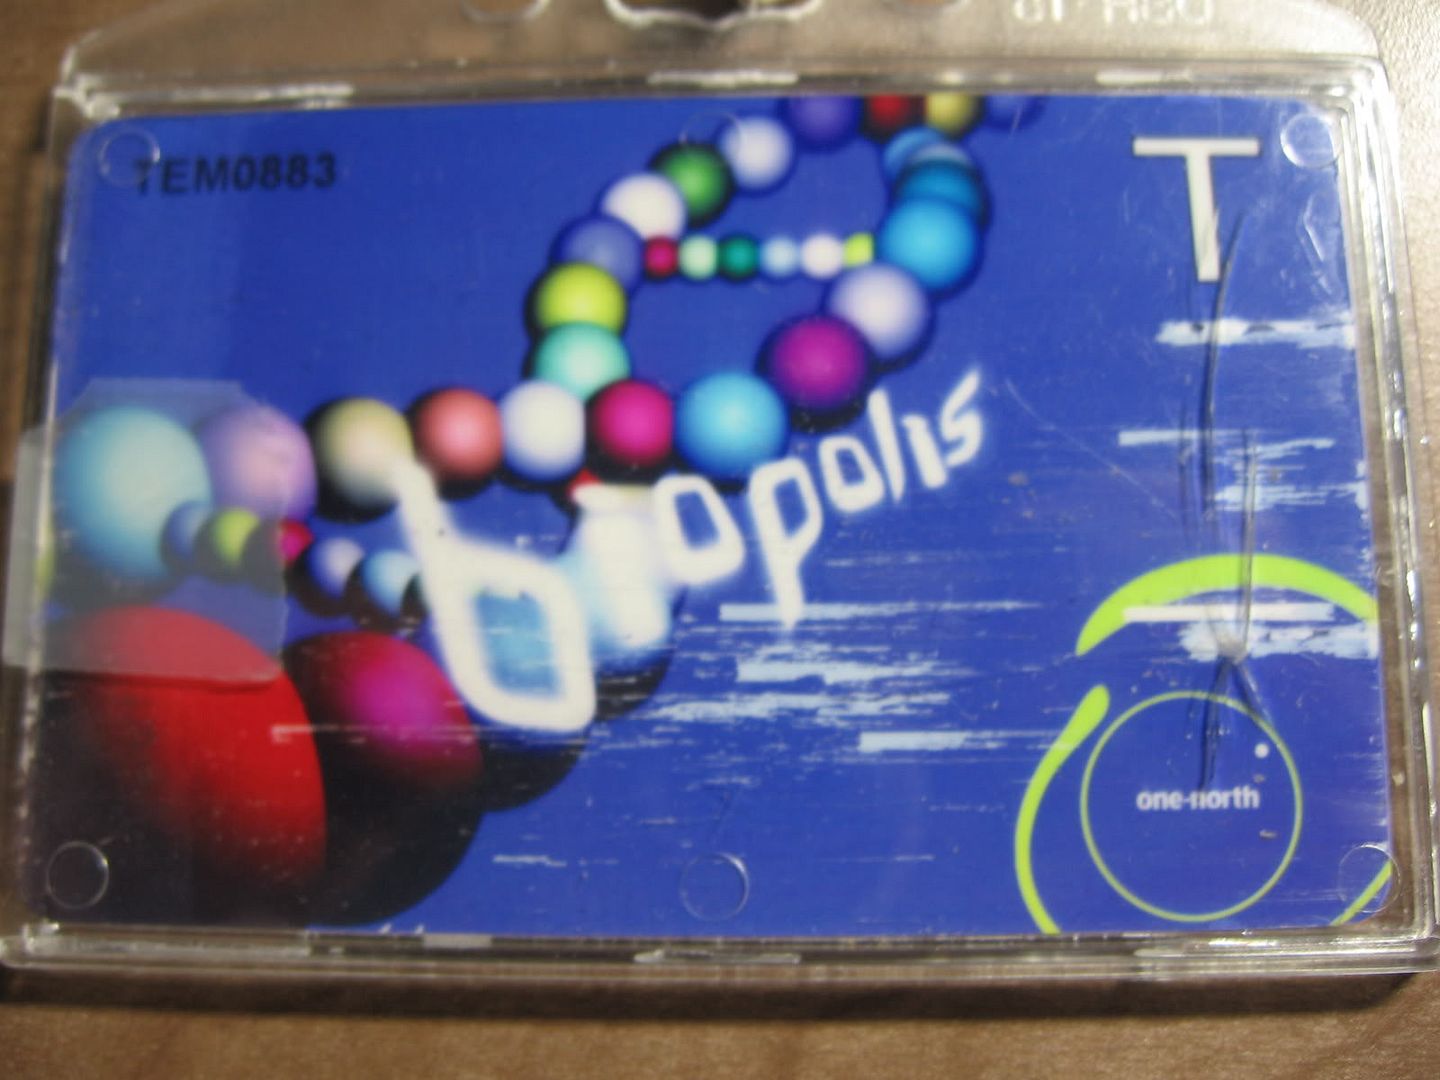 TEM0883
T
biopolis
one-north